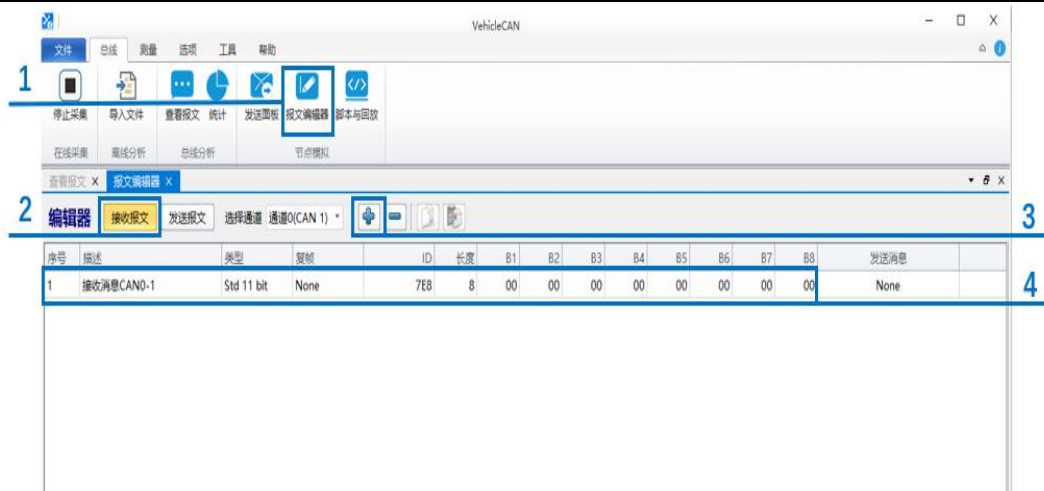 VehicleCAN
文件 总线 测量 选项 工具 帮助
1
停止采集 导入文件 查看报文 统计 发送面板 报文编辑器 脚本与回放
在线采集 离线分析 总线分析 节点模拟
查看报文 X 报文编辑器 X
2 编辑器 接收报文 发送报文 选择通道 通道0(CAN 1) 3
序号 描述 类型 复帧 ID 长度 B1 B2 B3 B4 B5 B6 B7 B8 发送消息
1 接收消息CAN0-1 Std 11 bit None 7E8 8 00 00 00 00 00 00 00 00 None 4